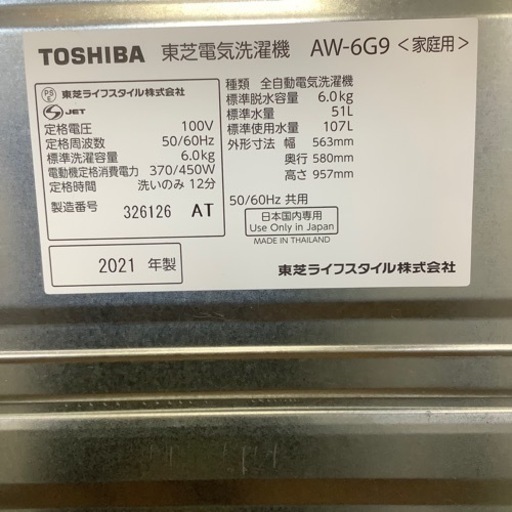 TOSHIBA 東芝電気洗濯機 AW-6G9 <家庭用>
PS E 東芝ライフスタイル株式会社
JET
定格電圧 100V
定格周波数 50/60Hz
標準洗濯容量 6.0kg
電動機定格消費電力 370/450W
定格時間 洗いのみ 12分
製造番号 326126 AT
2021 年製
種類 全自動電気洗濯機
標準脱水容量 6.0kg
標準水量 51L
標準使用水量 107L
外形寸法 幅 563mm
奥行 580mm
高さ 957mm
50/60Hz 共用
日本国内専用
Use Only in Japan
MADE IN THAILAND
東芝ライフスタイル株式会社